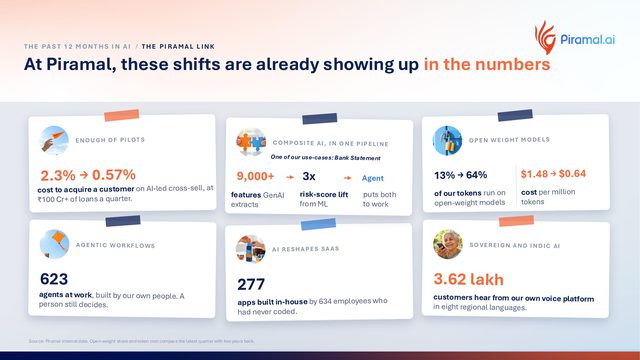 THE PAST 12 MONTHS IN AI / THE PIRAMAL LINK
Piramal.ai
At Piramal, these shifts are already showing up in the numbers
ENOUGH OF PILOTS
2.3% → 0.57%
cost to acquire a customer on AI-led cross-sell, at
₹100 Cr+ of loans a quarter.
COMPOSITE AI, IN ONE PIPELINE
One of our use-cases: Bank Statement
9,000+ → 3x → Agent
features GenAI
extracts
risk-score lift
from ML
puts both
to work
OPEN WEIGHT MODELS
13% → 64%
of our tokens run on
open-weight models
$1.48 → $0.64
cost per million
tokens
AGENTIC WORKFLOWS
623
agents at work, built by our own people. A
person still decides.
AI RESHAPES SAAS
277
apps built in-house by 634 employees who
had never coded.
SOVEREIGN AND INDIC AI
3.62 lakh
customers hear from our own voice platform
in eight regional languages.
Source: Piramal internal data. Open-weight share and token cost compare the latest quarter with two years back.